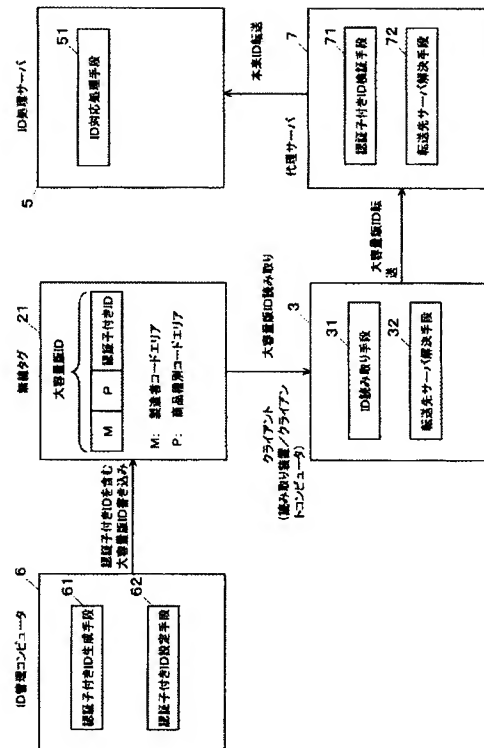 ID管理コンピュータ
6
61
認証子付きID生成手段
62
認証子付きID設定手段
認証子付きIDを含む
大容量版ID書き込み
無線タグ
21
大容量版ID
M
P
認証子付きID
M: 製造者コードエリア
P: 商品種別コードエリア
大容量版ID読み取り
クライアント
(読み取り装置/クライアン
トコンピュータ)
3
31
ID読み取り手段
32
転送先サーバ解決手段
大容量版ID転
送
ID処理サーバ
5
51
ID対応処理手段
本来ID転送
代理サーバ
7
71
認証子付きID検証手段
72
転送先サーバ解決手段